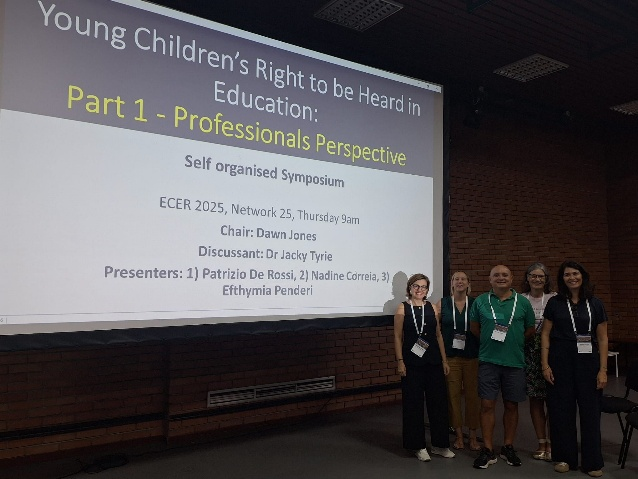 Young Children's Right to be Heard in
Education:
Part 1 - Professionals Perspective
Self organised Symposium
ECER 2025, Network 25, Thursday 9am
Chair: Dawn Jones
Discussant: Dr Jacky Tyrie
Presenters: 1) Patrizio De Rossi, 2) Nadine Correia, 3)
Efthymia Penderi